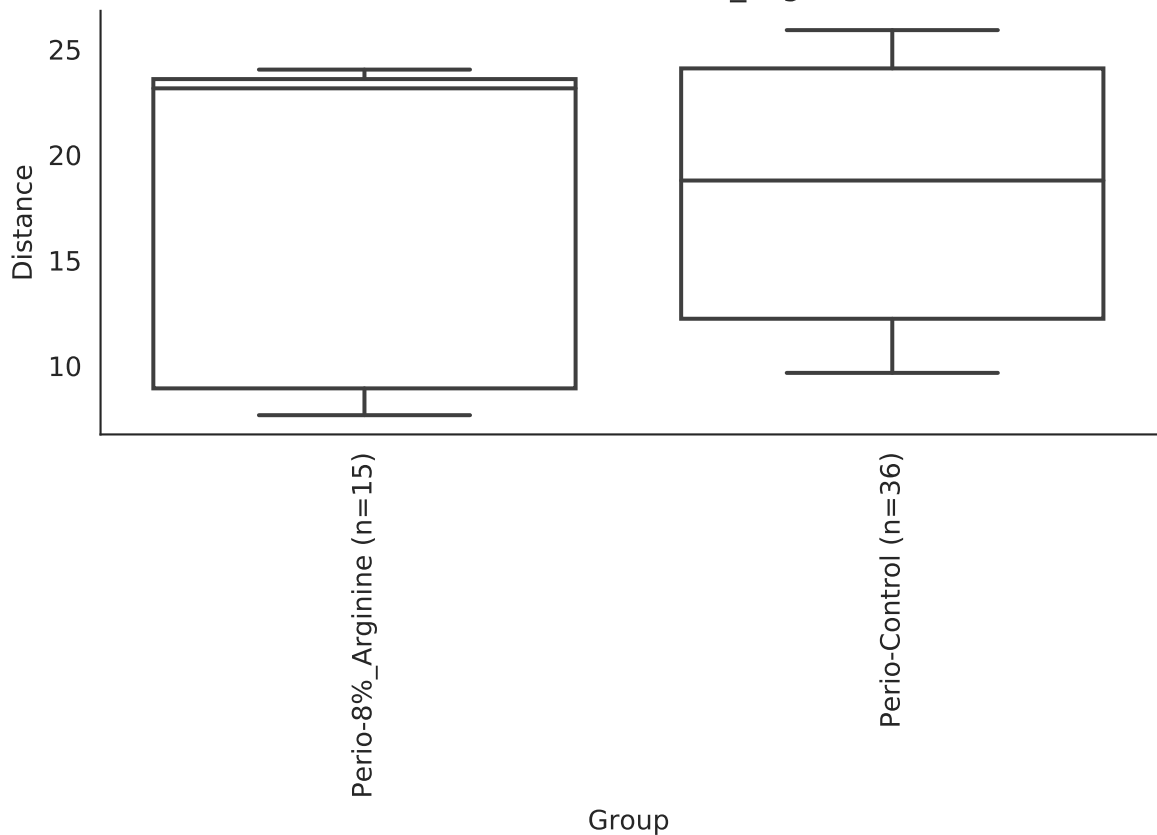 25
20
15
10
Distance
Perio-8%_Arginine (n=15)
Perio-Control (n=36)
Group